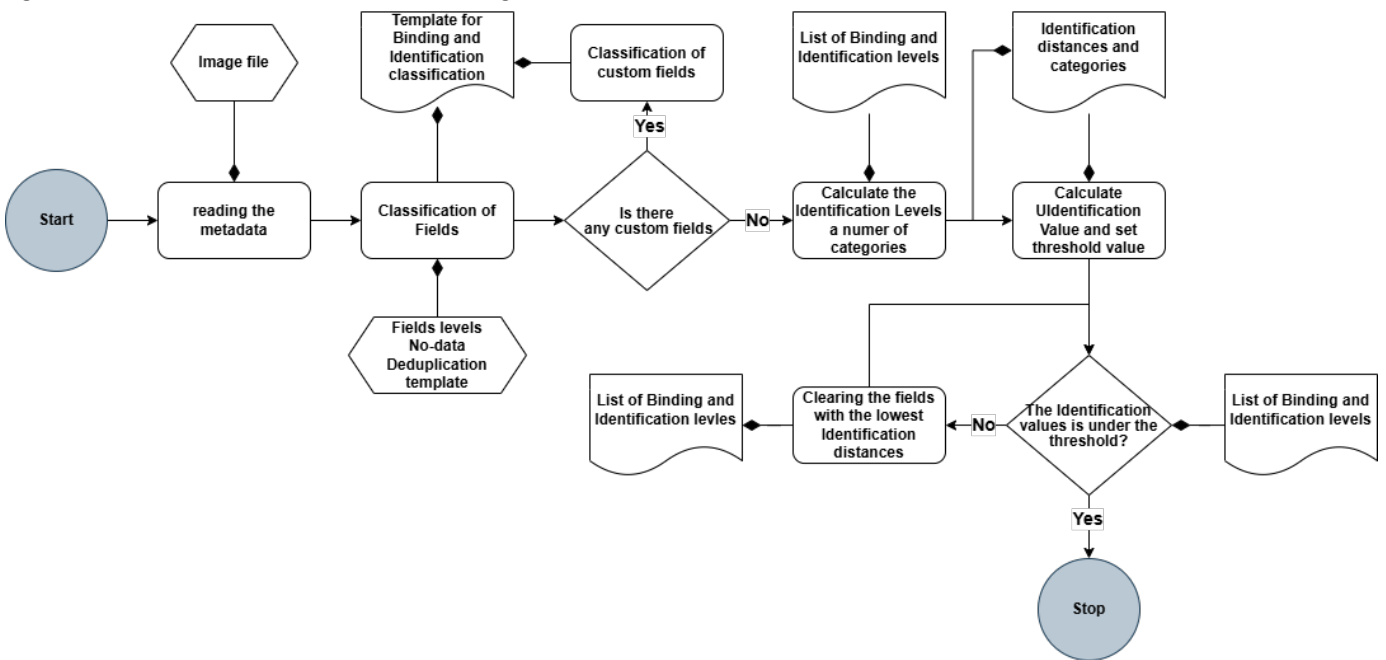 Image file
Template for
Binding and
Identification
classification
Classification of
custom fields
List of Binding and
Identification levels
Identification
distances and
categories
Yes
Start
reading the
metadata
Classification of
Fields
Is there
any custom fields
No
Calculate the
Identification Levels
a numer of
categories
Calculate
UIdentification
Value and set
threshold value
Fields levels
No-data
Deduplication
template
List of Binding and
Identification levles
Clearing the fields
with the lowest
Identification
distances
No
The Identification
values is under the
threshold?
List of Binding and
Identification levels
Yes
Stop